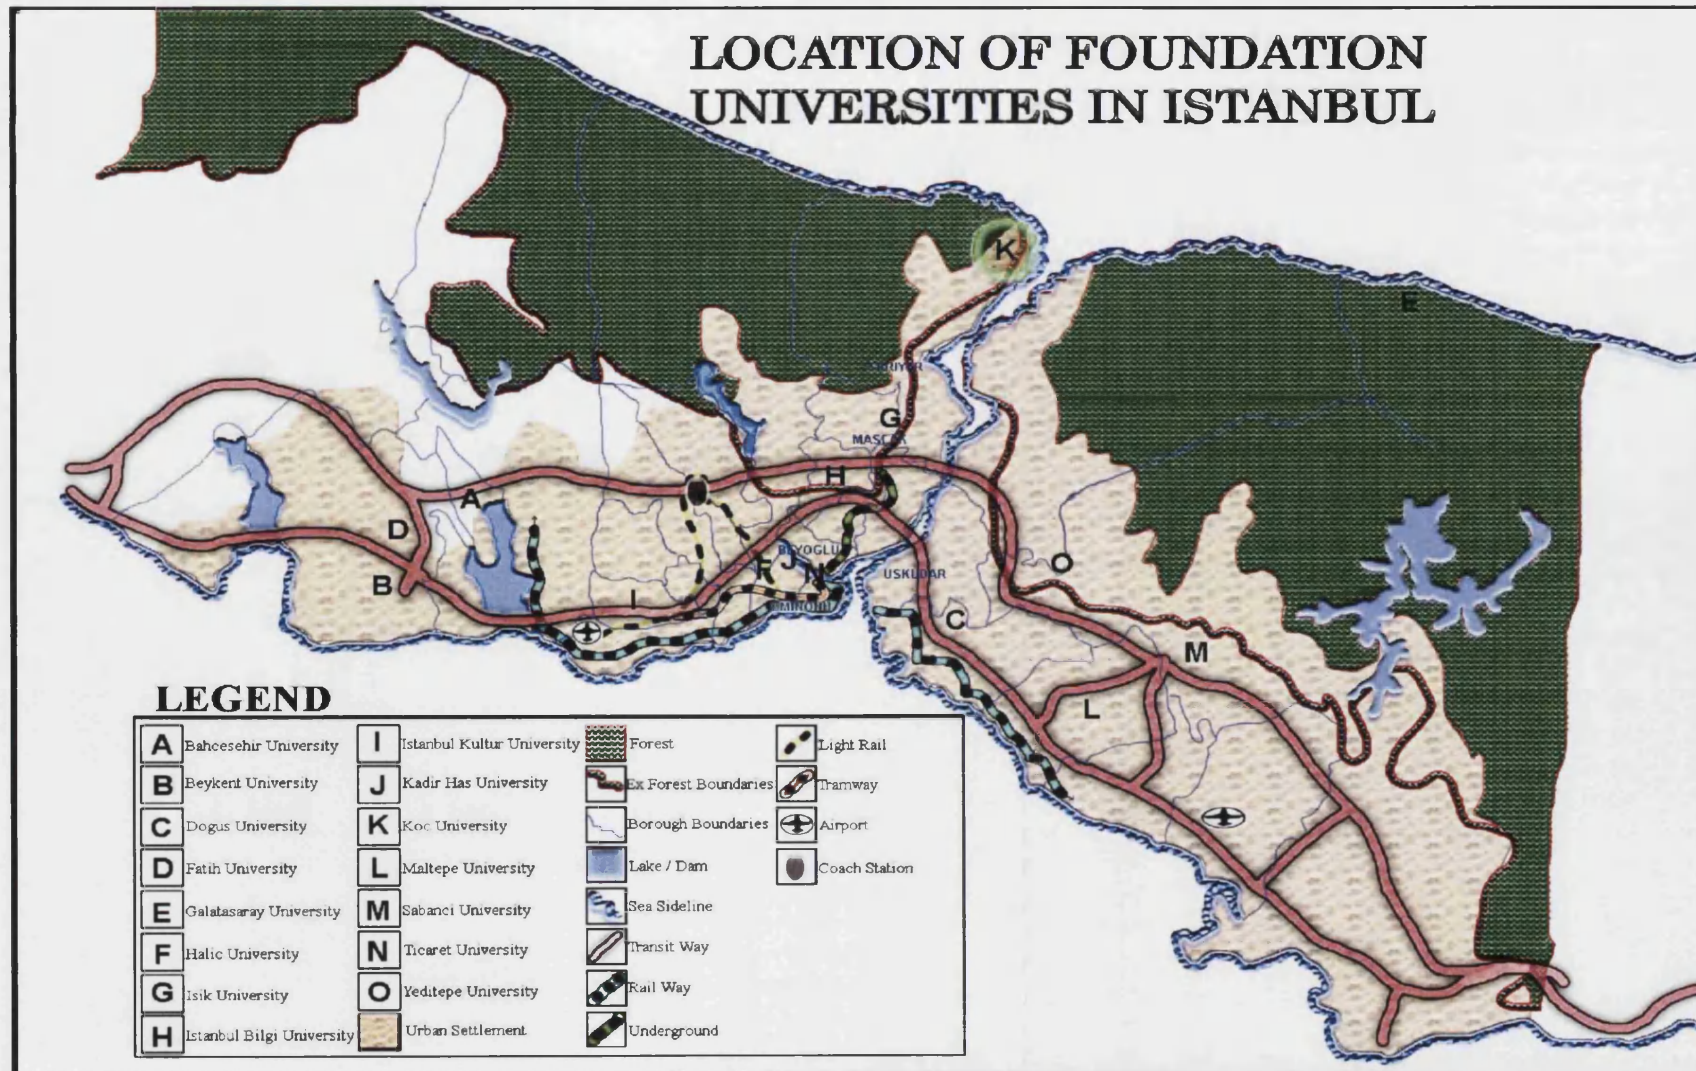 LOCATION OF FOUNDATION
UNIVERSITIES IN ISTANBUL
K
E
G
MASLAK
H
A
D
B
I
F
J
N
BEYOGLU
EMINONU
USKUDAR
O
C
M
L
LEGEND
A Bahcesehir University
B Beykent University
C Dogus University
D Fatih University
E Galatasaray University
F Halic University
G Isik University
H Istanbul Bilgi University
I Istanbul Kultur University
J Kadir Has University
K Koc University
L Maltepe University
M Sabanci University
N Ticaret University
O Yeditepe University
Urban Settlement
Forest
Ex Forest Boundaries
Borough Boundaries
Lake / Dam
Sea Sideline
Transit Way
Rail Way
Underground
Light Rail
Tramway
Airport
Coach Station